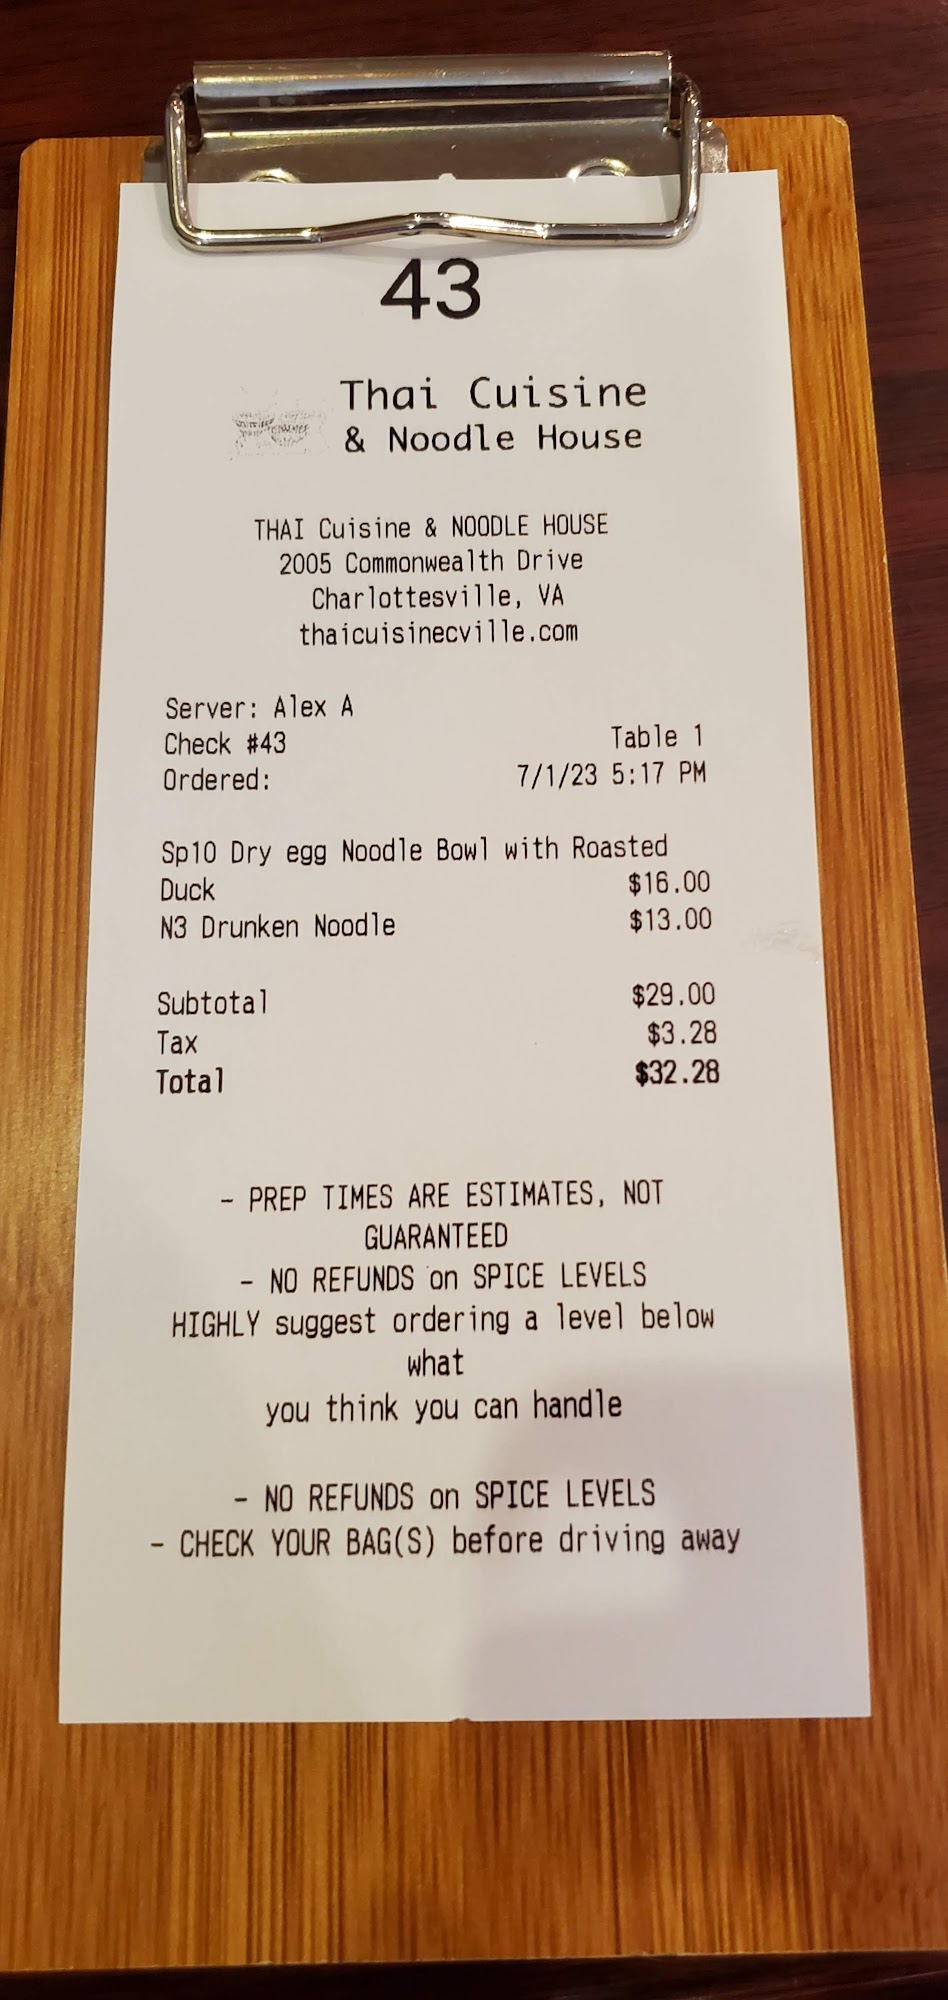 43
Thai Cuisine
& Noodle House
THAI Cuisine & NOODLE HOUSE
2005 Commonwealth Drive
Charlottesville, VA
thaicuisinecville.com
Server: Alex A
Check #43 Table 1
Ordered: 7/1/23 5:17 PM
Sp10 Dry egg Noodle Bowl with Roasted
Duck $16.00
N3 Drunken Noodle $13.00
Subtotal $29.00
Tax $3.28
Total $32.28
- PREP TIMES ARE ESTIMATES, NOT
GUARANTEED
- NO REFUNDS on SPICE LEVELS
HIGHLY suggest ordering a level below
what
you think you can handle
- NO REFUNDS on SPICE LEVELS
- CHECK YOUR BAG(S) before driving away